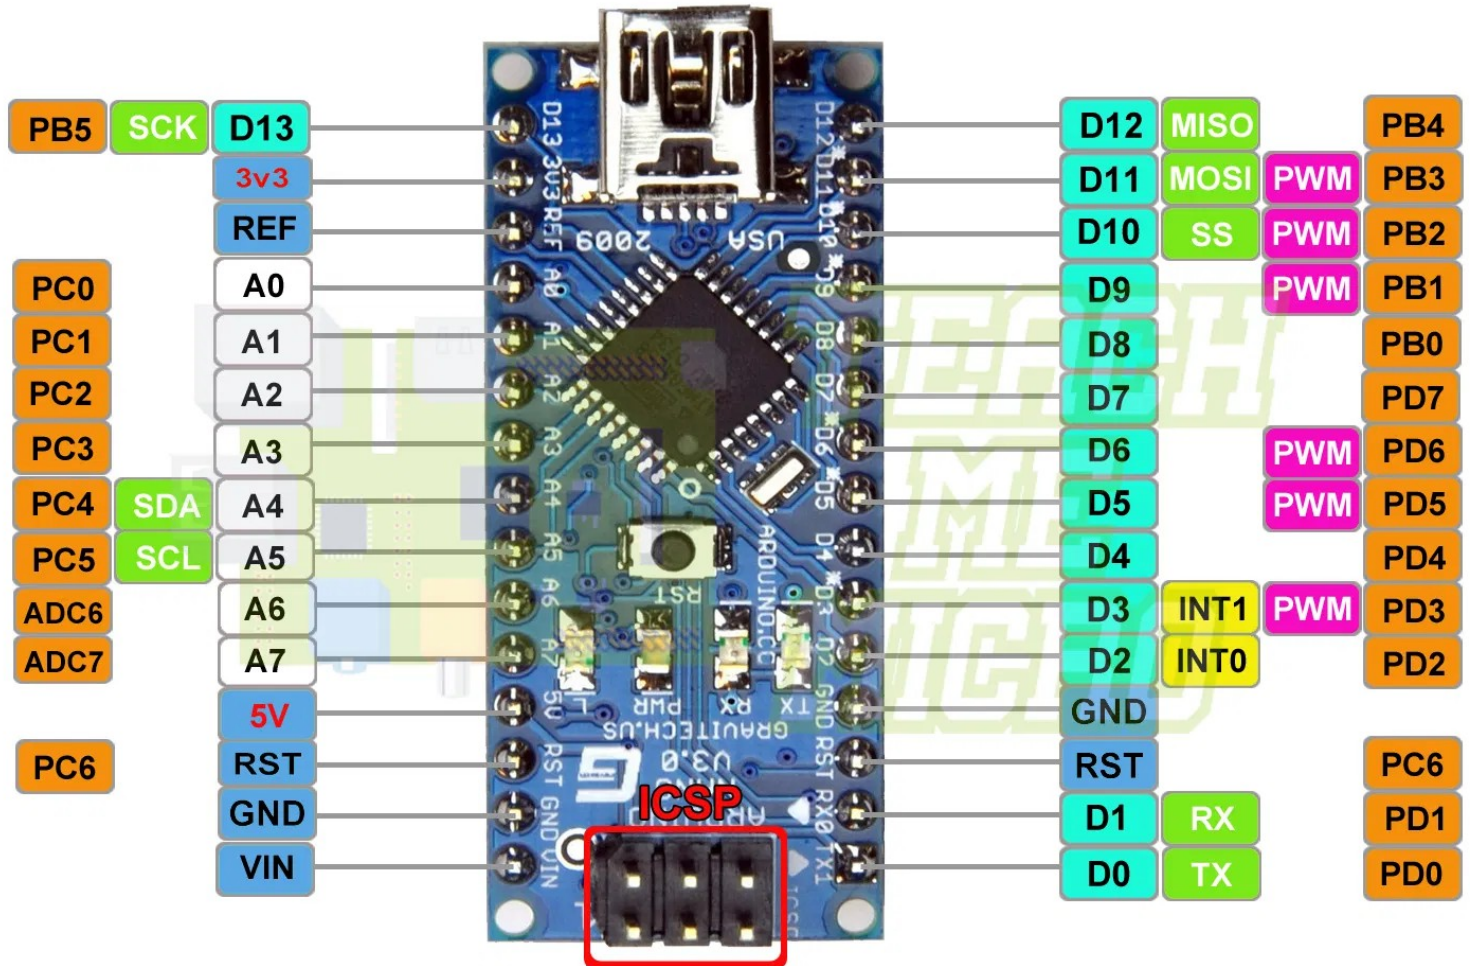 PB5 SCK D13
3v3
REF
PC0 A0
PC1 A1
PC2 A2
PC3 A3
PC4 SDA A4
PC5 SCL A5
ADC6 A6
ADC7 A7
5V
PC6 RST
GND
VIN
D13
3V3
REF
A0
A1
A2
A3
A4
A5
A6
A7
5V
RST
GND
VIN
USA
2009
RST
L PWR RX TX
ARDUINO.CC
GRAVITECH.US
V3.0
ICSP
ARDUINO
D12
D11
D10
D9
D8
D7
D6
D5
D4
D3
D2
GND
RST
RX0
TX1
ICSP
D12 MISO PB4
D11 MOSI PWM PB3
D10 SS PWM PB2
D9 PWM PB1
D8 PB0
D7 PD7
D6 PWM PD6
D5 PWM PD5
D4 PD4
D3 INT1 PWM PD3
D2 INT0 PD2
GND
RST PC6
D1 RX PD1
D0 TX PD0
TEACH
ME
MICRO